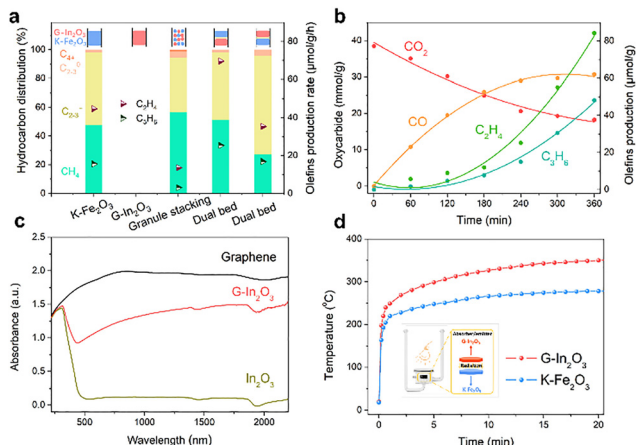 a
G-In2O3
K-Fe2O3
Hydrocarbon distribution (%)
100
80
60
40
20
0
C4+
C2-3 0
C2-3 =
CH4
C2H4
C3H6
80
60
40
20
0
Olefins production rate (μmol/g/h)
K-Fe2O3
G-In2O3
Granule stacking
Dual bed
Dual bed
b
Oxycarbide (mmol/g)
40
30
20
10
0
CO2
CO
C2H4
C3H6
80
60
40
20
0
Olefins production (μmol/g)
0 60 120 180 240 300 360
Time (min)
c
Absorbance (a.u.)
2.5
2.0
1.5
1.0
0.5
0.0
Graphene
G-In2O3
In2O3
500 1000 1500 2000
Wavelength (nm)
d
Temperature (°C)
400
300
200
100
0
G-In2O3
K-Fe2O3
G-In2O3
K-Fe2O3
0 5 10 15 20
Time (min)